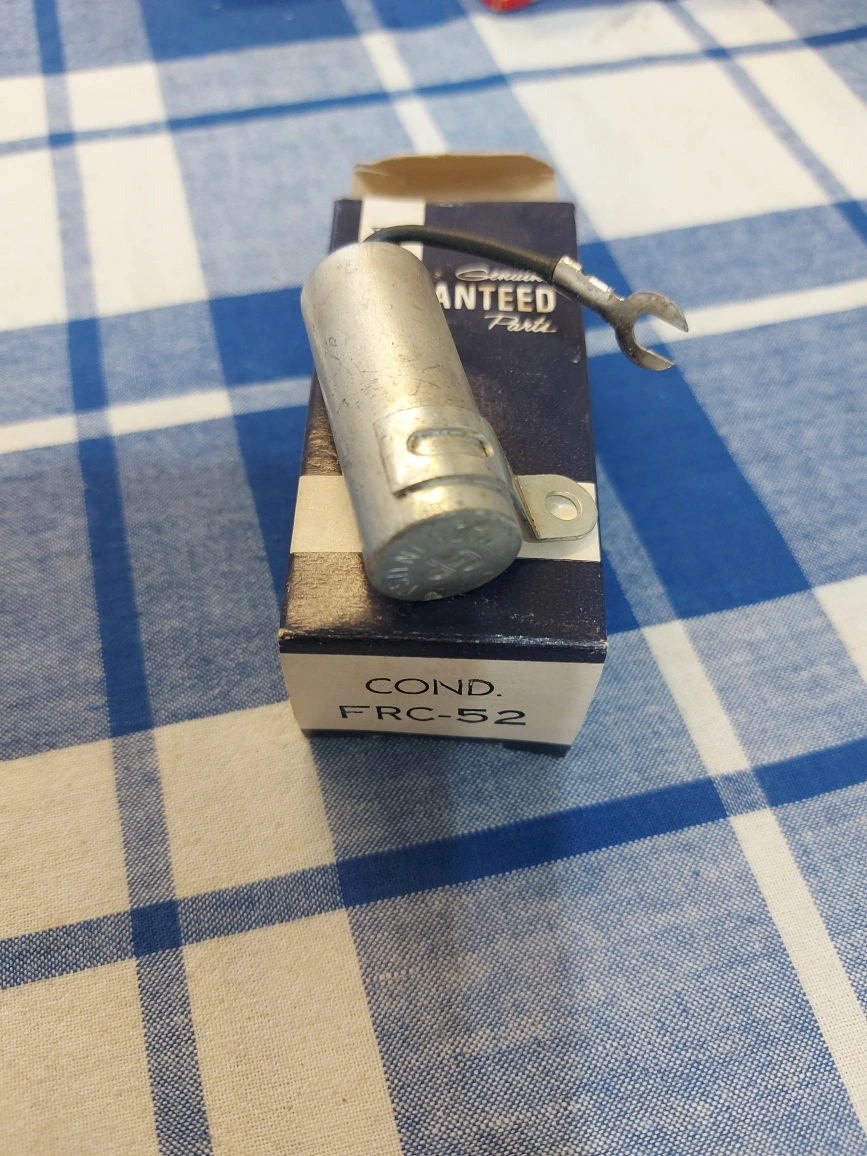 ANTEED
Parts
COND.
FRC-52